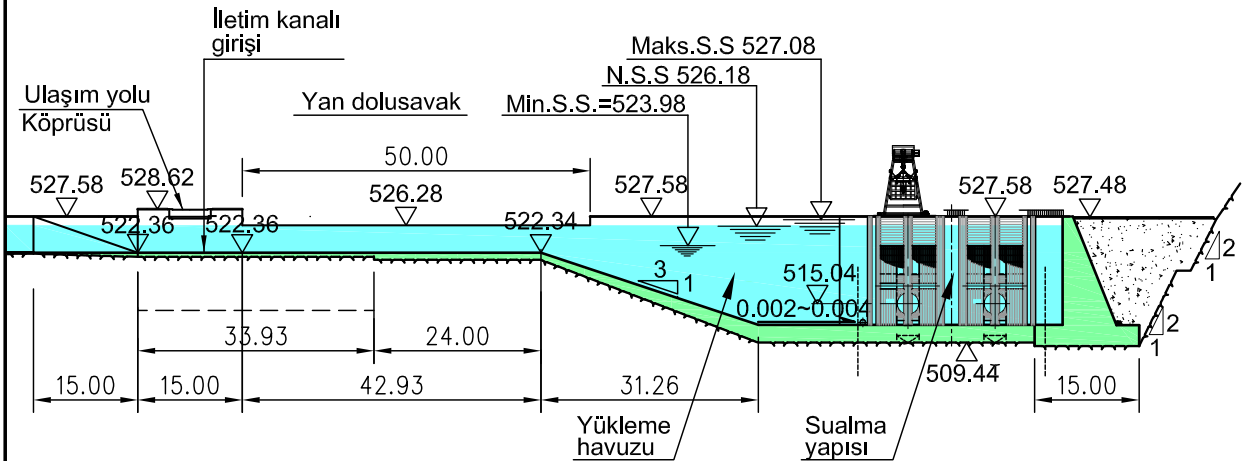 İletim kanalı
girişi
Maks.S.S 527.08
N.S.S 526.18
Ulaşım yolu
Köprüsü
Yan dolusavak
Min.S.S.=523.98
50.00
527.58
528.62
526.28
527.58
527.58
527.48
522.36
522.36
522.34
3
1
515.04
0.002~0.004
2
1
2
1
33.93
24.00
509.44
15.00
15.00
42.93
31.26
15.00
Yükleme
havuzu
Sualma
yapısı